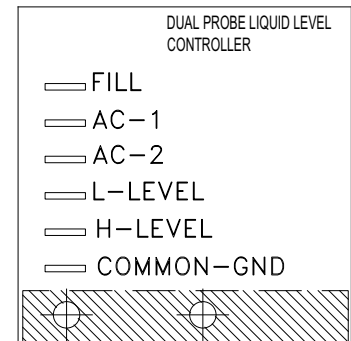 DUAL PROBE LIQUID LEVEL
CONTROLLER
FILL
AC-1
AC-2
L-LEVEL
H-LEVEL
COMMON-GND